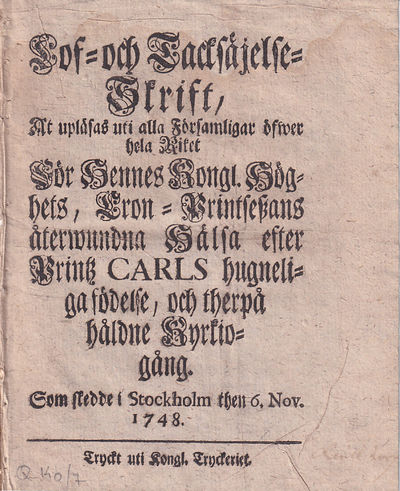 Lof- och Tacksäjelse-
Skrift,
At upläsas uti alla Församligar öfwer
hela Riket
För Hennes Kongl. Hög-
hets, Cron-Printseßans
återwundna Hälsa efter
Printz CARLS hugneli-
ga födelse, och therpå
håldne Kyrkio-
gång.
Som skedde i Stockholm then 6. Nov.
1748.
Tryckt uti Kongl. Tryckeriet.